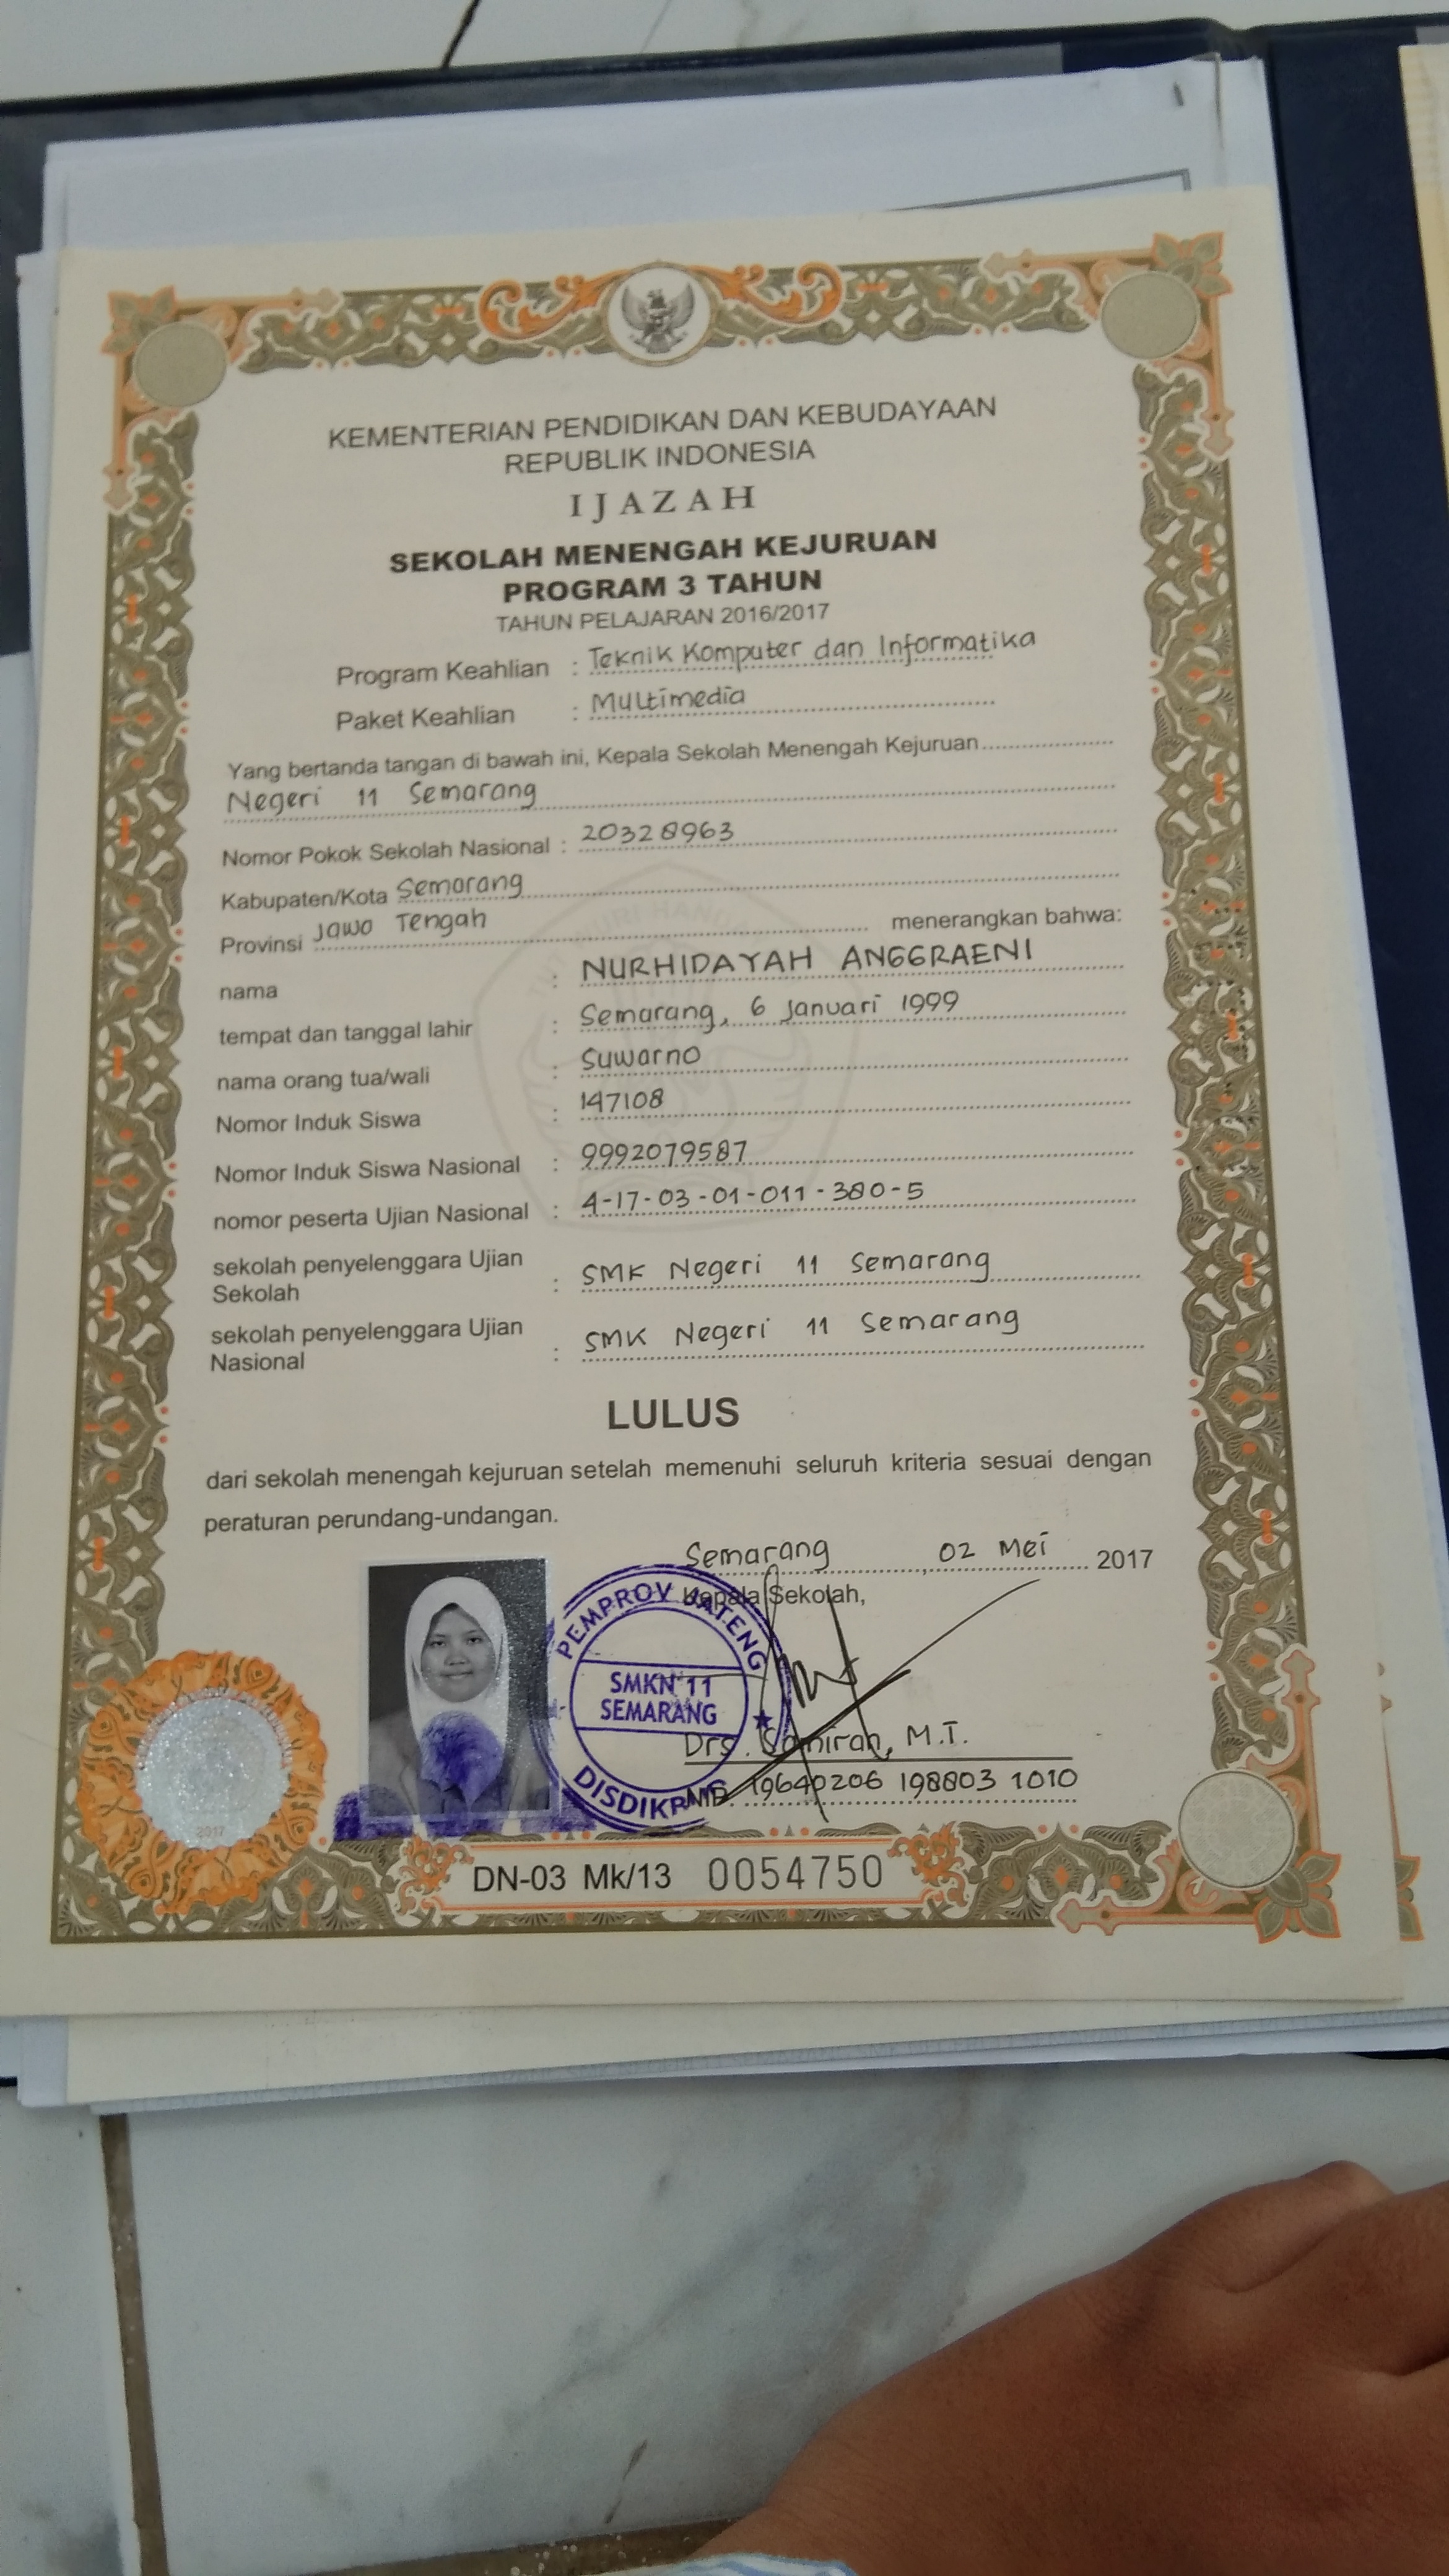 KEMENTERIAN PENDIDIKAN DAN KEBUDAYAAN
REPUBLIK INDONESIA
IJAZAH
SEKOLAH MENENGAH KEJURUAN
PROGRAM 3 TAHUN
TAHUN PELAJARAN 2016/2017
Program Keahlian : Teknik Komputer dan Informatika
Paket Keahlian : Multimedia
Yang bertanda tangan di bawah ini, Kepala Sekolah Menengah Kejuruan
Negeri 11 Semarang
Nomor Pokok Sekolah Nasional : 20328963
Kabupaten/Kota Semarang
Provinsi Jawa Tengah menerangkan bahwa:
nama : NURHIDAYAH ANGGRAENI
tempat dan tanggal lahir : Semarang, 6 Januari 1999
nama orang tua/wali : Suwarno
Nomor Induk Siswa : 147108
Nomor Induk Siswa Nasional : 9992079587
nomor peserta Ujian Nasional : 4-17-03-01-011-380-5
sekolah penyelenggara Ujian
Sekolah : SMK Negeri 11 Semarang
sekolah penyelenggara Ujian
Nasional : SMK Negeri 11 Semarang
LULUS
dari sekolah menengah kejuruan setelah memenuhi seluruh kriteria sesuai dengan
peraturan perundang-undangan.
Semarang, 02 Mei 2017
Kepala Sekolah,
PEMPROV JATENG
SMKN 11
SEMARANG
Drs. M.T.
19640206 198803 1010
2017
DN-03 Mk/13 0054750